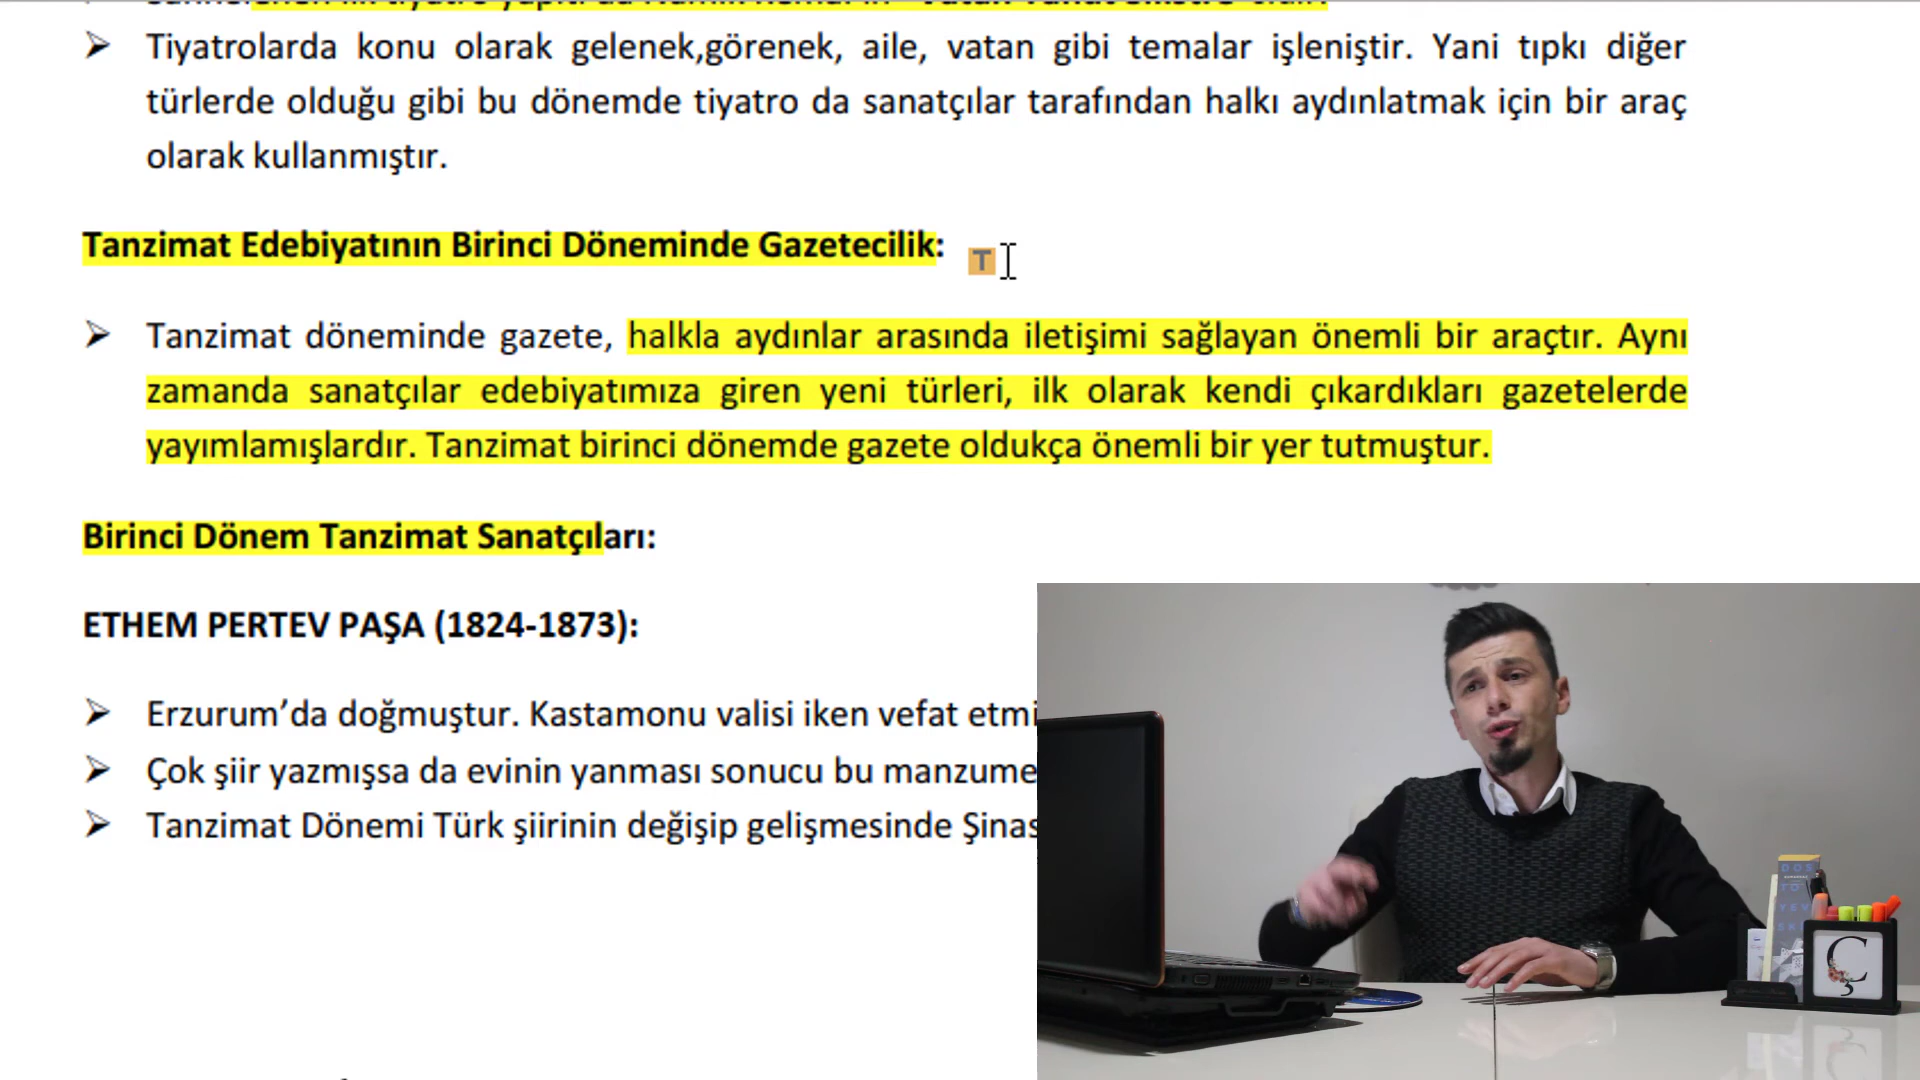 Tiyatrolarda konu olarak gelenek,görenek, aile, vatan gibi temalar işleniştir. Yani tıpkı diğer
türlerde olduğu gibi bu dönemde tiyatro da sanatçılar tarafından halkı aydınlatmak için bir araç
olarak kullanmıştır.
Tanzimat Edebiyatının Birinci Döneminde Gazetecilik:
T
Tanzimat döneminde gazete, halkla aydınlar arasında iletişimi sağlayan önemli bir araçtır. Aynı
zamanda sanatçılar edebiyatımıza giren yeni türleri, ilk olarak kendi çıkardıkları gazetelerde
yayımlamışlardır. Tanzimat birinci dönemde gazete oldukça önemli bir yer tutmuştur.
Birinci Dönem Tanzimat Sanatçıları:
ETHEM PERTEV PAŞA (1824-1873):
Erzurum’da doğmuştur. Kastamonu valisi iken vefat etmi
Çok şiir yazmışsa da evinin yanması sonucu bu manzume
Tanzimat Dönemi Türk şiirinin değişip gelişmesinde Şinas
DOS
TO
YEV
SKİ
Ç